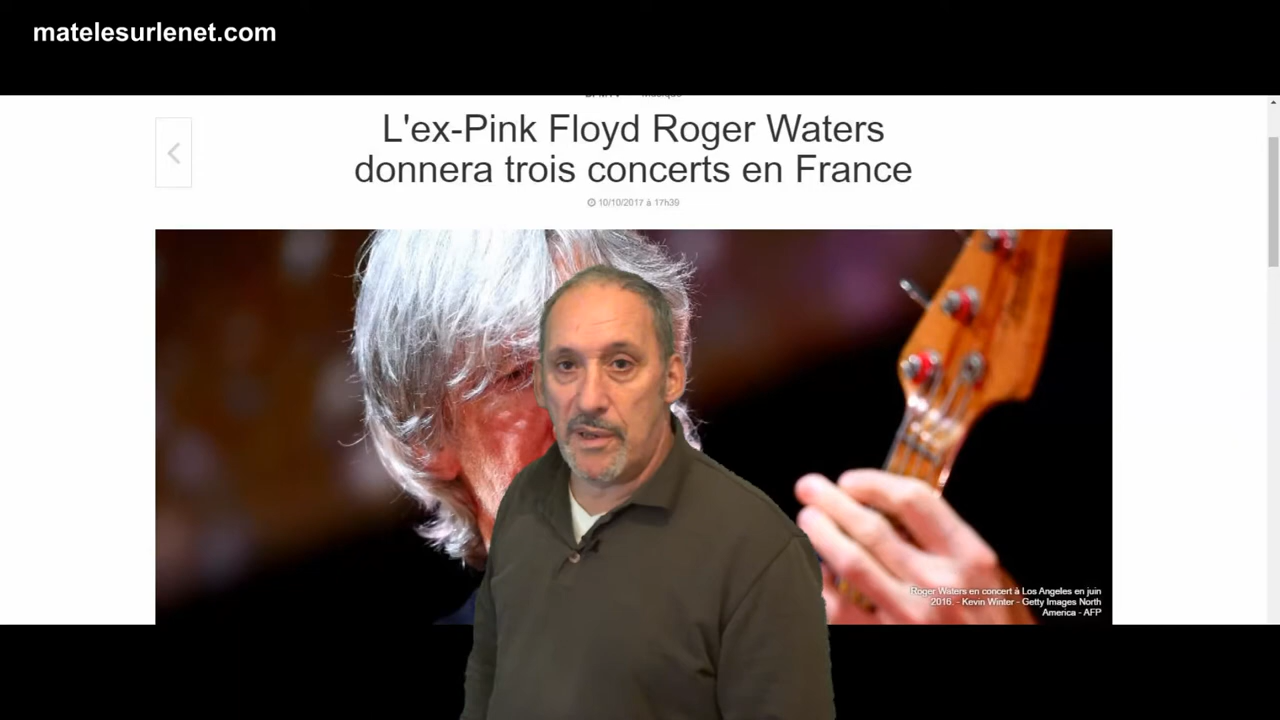 matelesurlenet.com
L'ex-Pink Floyd Roger Waters
donnera trois concerts en France
10/10/2017 à 17h39
Roger Waters en concert à Los Angeles en juin
2016. - Kevin Winter - Getty Images North
America - AFP